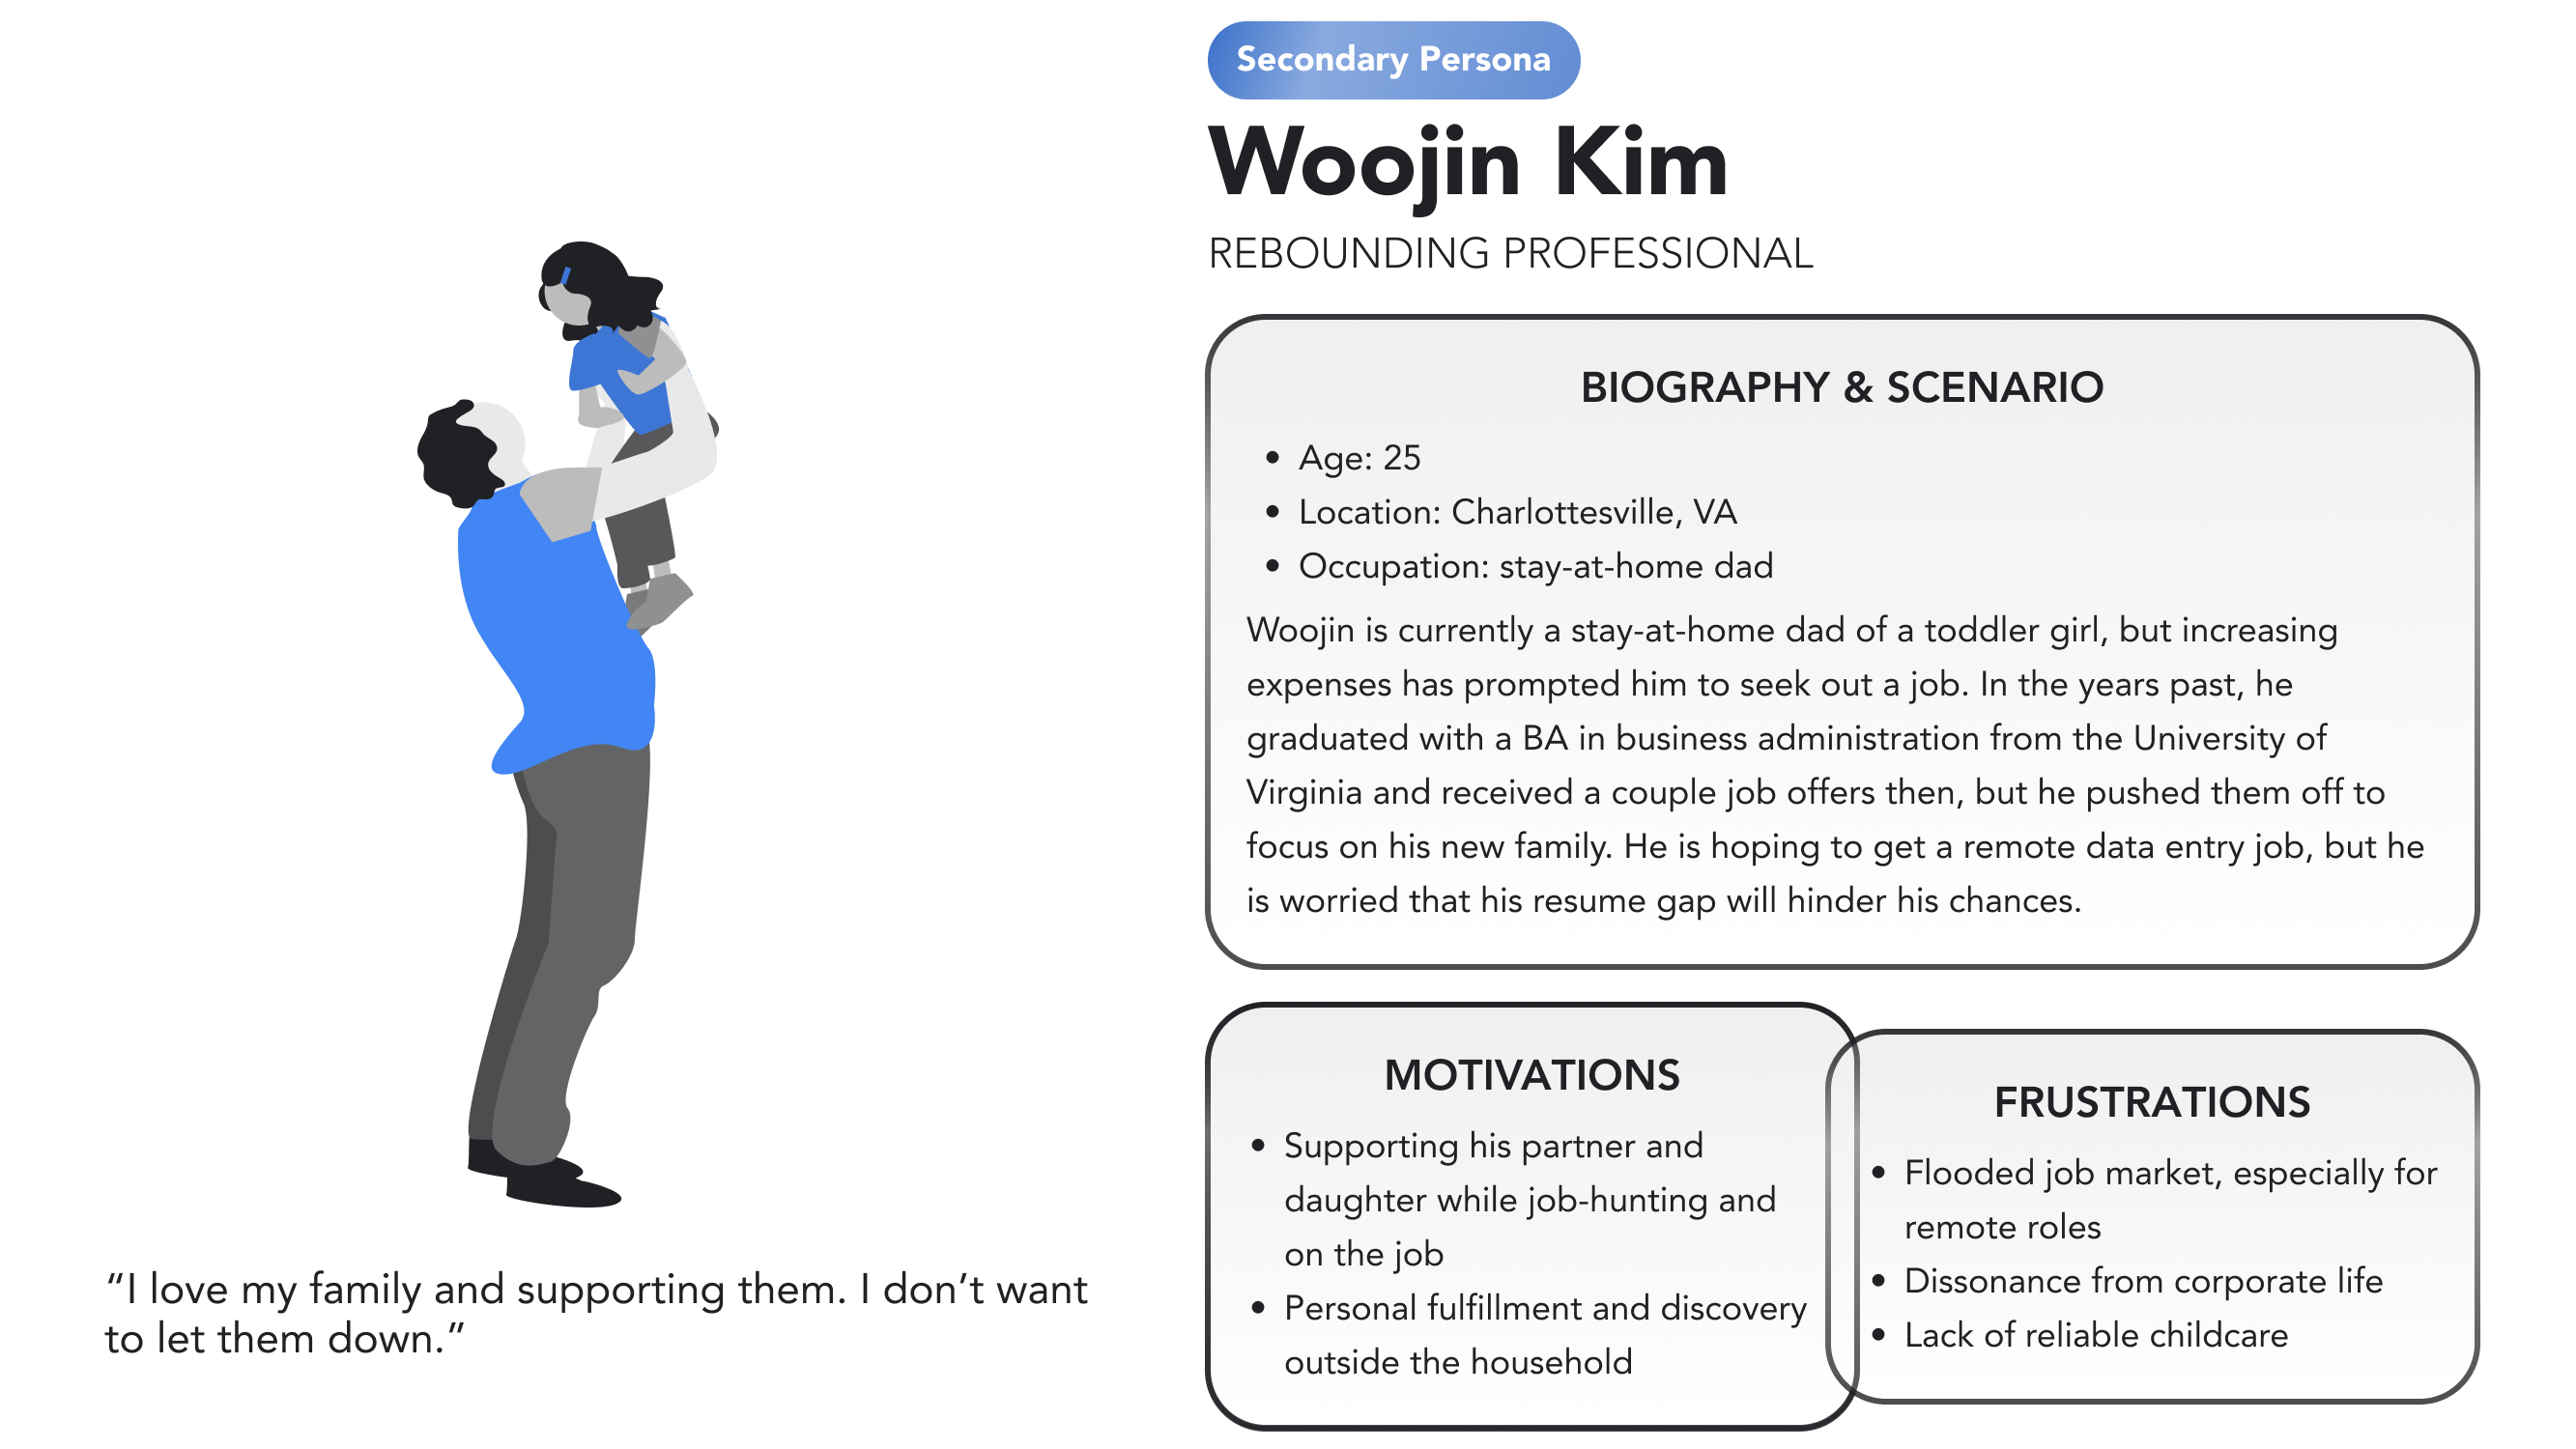 Secondary Persona
Woojin Kim
REBOUNDING PROFESSIONAL
BIOGRAPHY & SCENARIO
• Age: 25
• Location: Charlottesville, VA
• Occupation: stay-at-home dad
Woojin is currently a stay-at-home dad of a toddler girl, but increasing
expenses has prompted him to seek out a job. In the years past, he
graduated with a BA in business administration from the University of
Virginia and received a couple job offers then, but he pushed them off to
focus on his new family. He is hoping to get a remote data entry job, but he
is worried that his resume gap will hinder his chances.
MOTIVATIONS
• Supporting his partner and
daughter while job-hunting and
on the job
• Personal fulfillment and discovery
outside the household
FRUSTRATIONS
• Flooded job market, especially for
remote roles
• Dissonance from corporate life
• Lack of reliable childcare
“I love my family and supporting them. I don’t want
to let them down.”